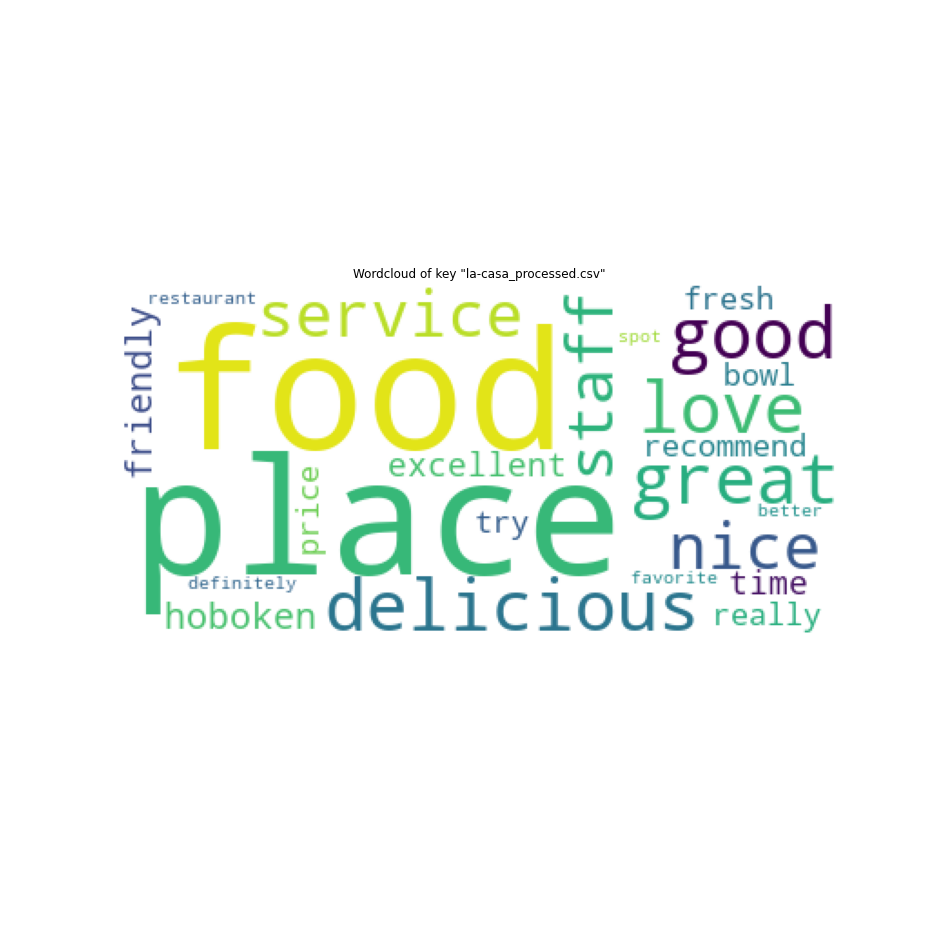 Wordcloud of key "la-casa_processed.csv"
restaurant
service
fresh
friendly
food
staff
spot
good
bowl
love
recommend
excellent
great
place
price
try
better
nice
definitely
favorite
time
hoboken
delicious
really